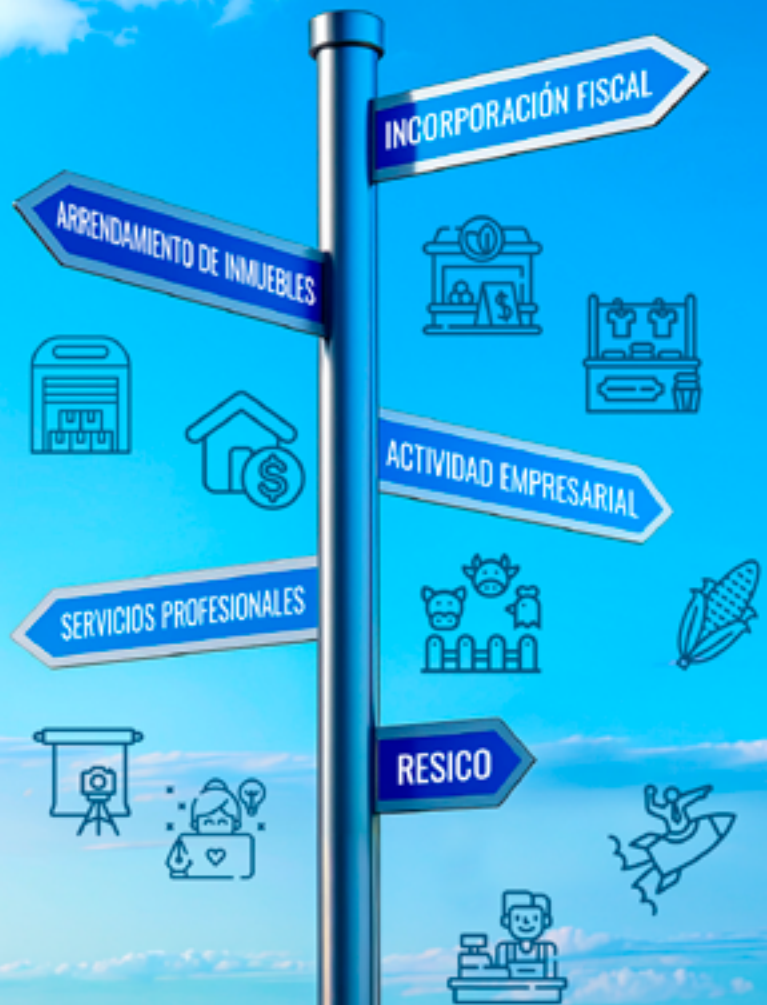 INCORPORACIÓN FISCAL
ARRENDAMIENTO DE INMUEBLES
$
$
ACTIVIDAD EMPRESARIAL
SERVICIOS PROFESIONALES
RESICO